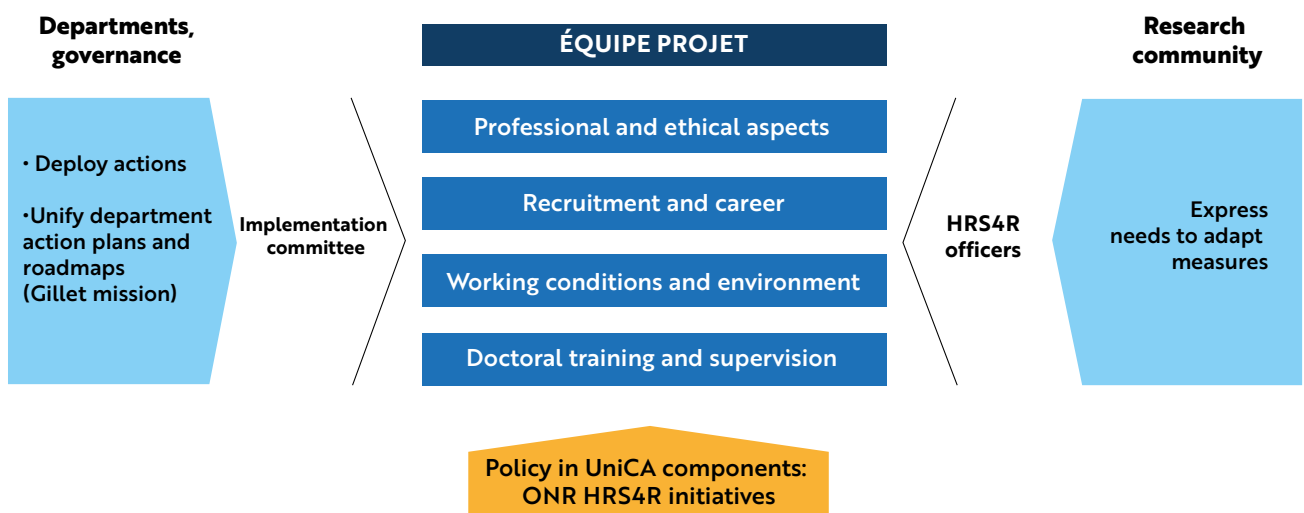 Departments,
governance
• Deploy actions
•Unify department
action plans and
roadmaps
(Gillet mission)
Implementation
committee
ÉQUIPE PROJET
Professional and ethical aspects
Recruitment and career
Working conditions and environment
Doctoral training and supervision
Policy in UniCA components:
ONR HRS4R initiatives
HRS4R
officers
Research
community
Express
needs to adapt
measures